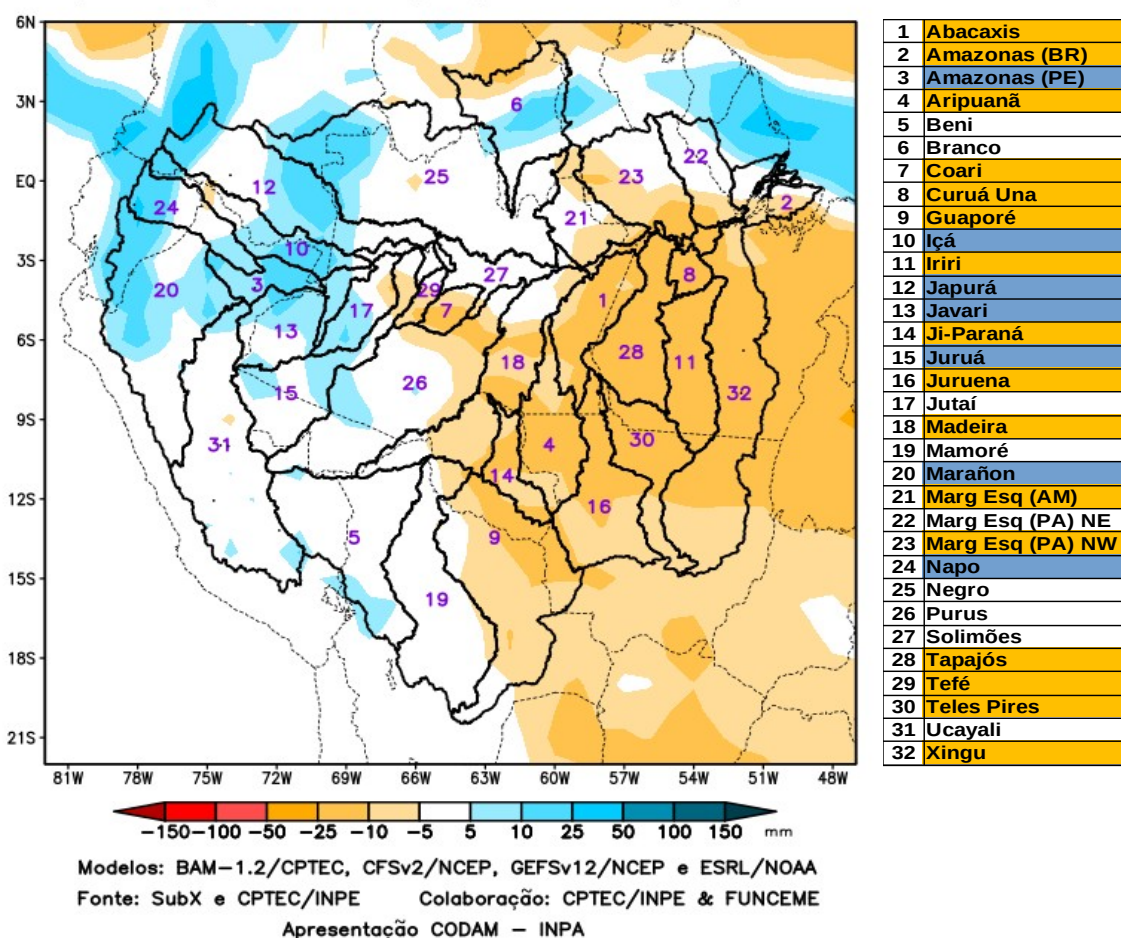 6N
3N
EQ
3S
6S
9S
12S
15S
18S
21S
81W 78W 75W 72W 69W 66W 63W 60W 57W 54W 51W 48W
6
22
12 25 23
24 2
21
10 27
20 3 29 8
17 7 1
13
28 11
18
15 26 32
31 4 30
14
16
5 9
19
-150 -100 -50 -25 -10 -5 5 10 25 50 100 150 mm
Modelos: BAM-1.2/CPTEC, CFSv2/NCEP, GEFSv12/NCEP e ESRL/NOAA
Fonte: SubX e CPTEC/INPE Colaboração: CPTEC/INPE & FUNCEME
Apresentação CODAM - INPA
1 Abacaxis
2 Amazonas (BR)
3 Amazonas (PE)
4 Aripuanã
5 Beni
6 Branco
7 Coari
8 Curuá Una
9 Guaporé
10 Içá
11 Iriri
12 Japurá
13 Javari
14 Ji-Paraná
15 Juruá
16 Juruena
17 Jutaí
18 Madeira
19 Mamoré
20 Marañon
21 Marg Esq (AM)
22 Marg Esq (PA) NE
23 Marg Esq (PA) NW
24 Napo
25 Negro
26 Purus
27 Solimões
28 Tapajós
29 Tefé
30 Teles Pires
31 Ucayali
32 Xingu